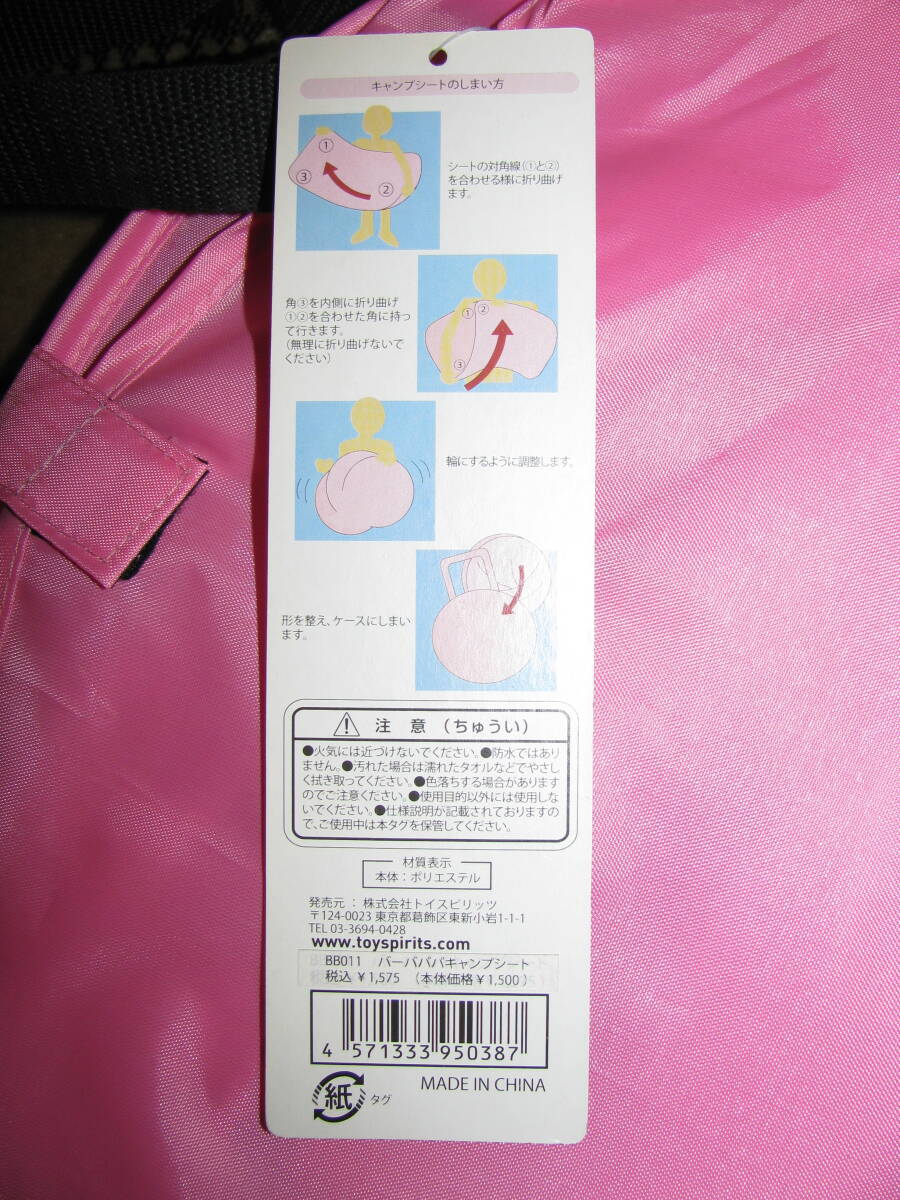 キャンプシートのしまい方
①
③
②
シートの対角線(①と②)
を合わせる様に折り曲げ
ます。
角③を内側に折り曲げ
①②を合わせた角に持っ
て行きます。
(無理に折り曲げないで
ください)
①
②
③
輪にするように調整します。
形を整え、ケースにしまい
ます。
注 意 (ちゅうい)
●火気には近づけないでください。●防水ではあり
ません。●汚れた場合は濡れたタオルなどでやさし
く拭き取ってください。●色落ちする場合があります
のでご注意ください。●使用目的以外には使用しな
いでください。●仕様説明が記載されておりますの
で、ご使用中は本タグを保管してください。
材質表示
本体：ポリエステル
発売元 ： 株式会社トイスピリッツ
〒124-0023 東京都葛飾区東新小岩1-1-1
TEL 03-3694-0428
www.toyspirits.com
BB011 バーバパパキャンプシート
税込 ￥1,575 (本体価格￥1,500)
4 571333 950387
MADE IN CHINA
紙 タグ